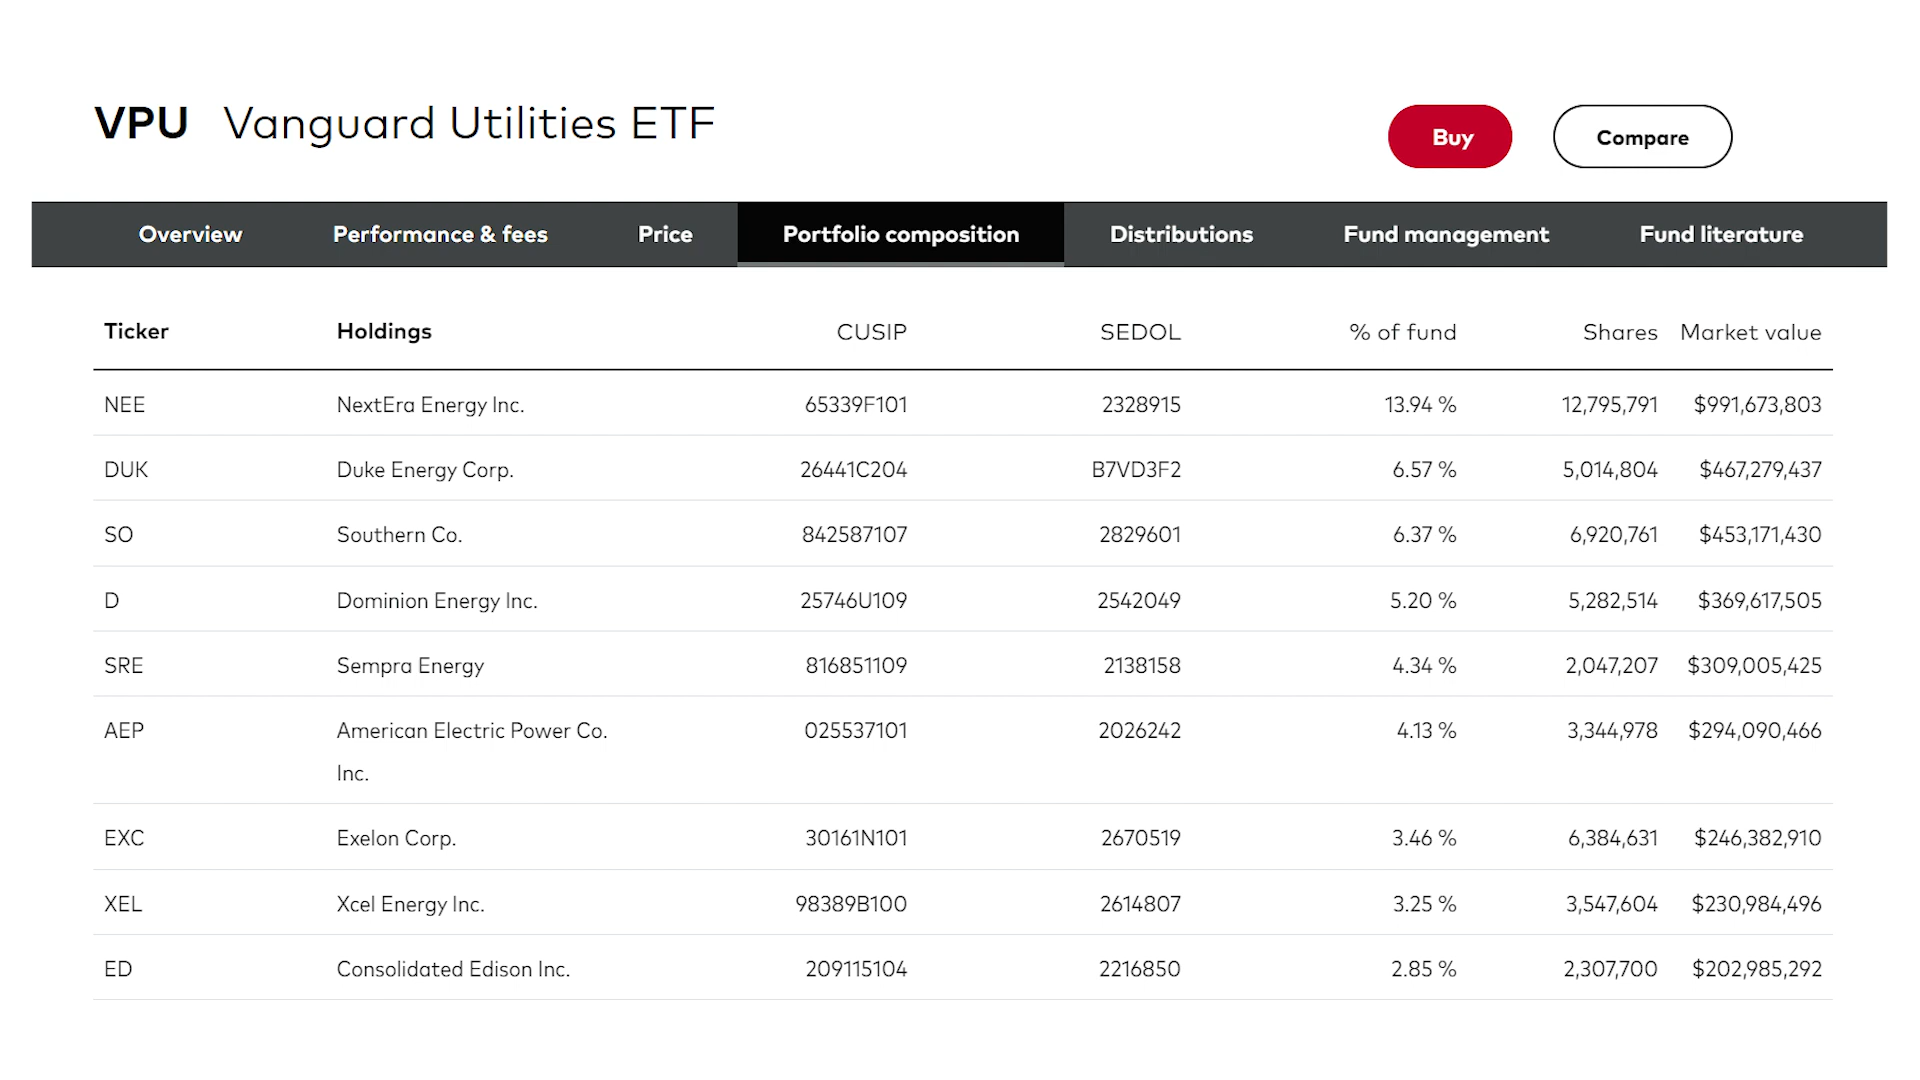 VPU Vanguard Utilities ETF
Buy
Compare
Overview Performance & fees Price Portfolio composition Distributions Fund management Fund literature
Ticker Holdings CUSIP SEDOL % of fund Shares Market value
NEE NextEra Energy Inc. 65339F101 2328915 13.94 % 12,795,791 $991,673,803
DUK Duke Energy Corp. 26441C204 B7VD3F2 6.57 % 5,014,804 $467,279,437
SO Southern Co. 842587107 2829601 6.37 % 6,920,761 $453,171,430
D Dominion Energy Inc. 25746U109 2542049 5.20 % 5,282,514 $369,617,505
SRE Sempra Energy 816851109 2138158 4.34 % 2,047,207 $309,005,425
AEP American Electric Power Co. 025537101 2026242 4.13 % 3,344,978 $294,090,466
Inc.
EXC Exelon Corp. 30161N101 2670519 3.46 % 6,384,631 $246,382,910
XEL Xcel Energy Inc. 98389B100 2614807 3.25 % 3,547,604 $230,984,496
ED Consolidated Edison Inc. 209115104 2216850 2.85 % 2,307,700 $202,985,292